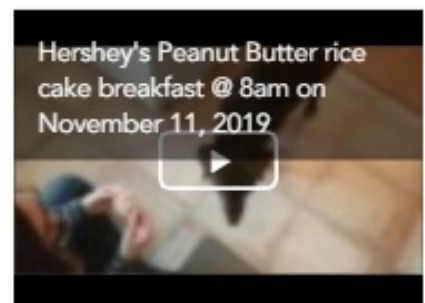 Hershey's Peanut Butter rice
cake breakfast @ 8am on
November 11, 2019